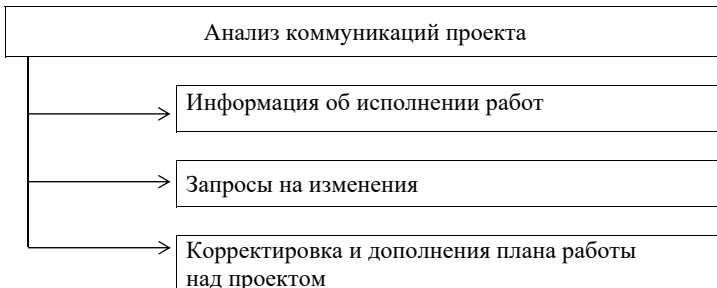 Анализ коммуникаций проекта
Информация об исполнении работ
Запросы на изменения
Корректировка и дополнения плана работы
над проектом